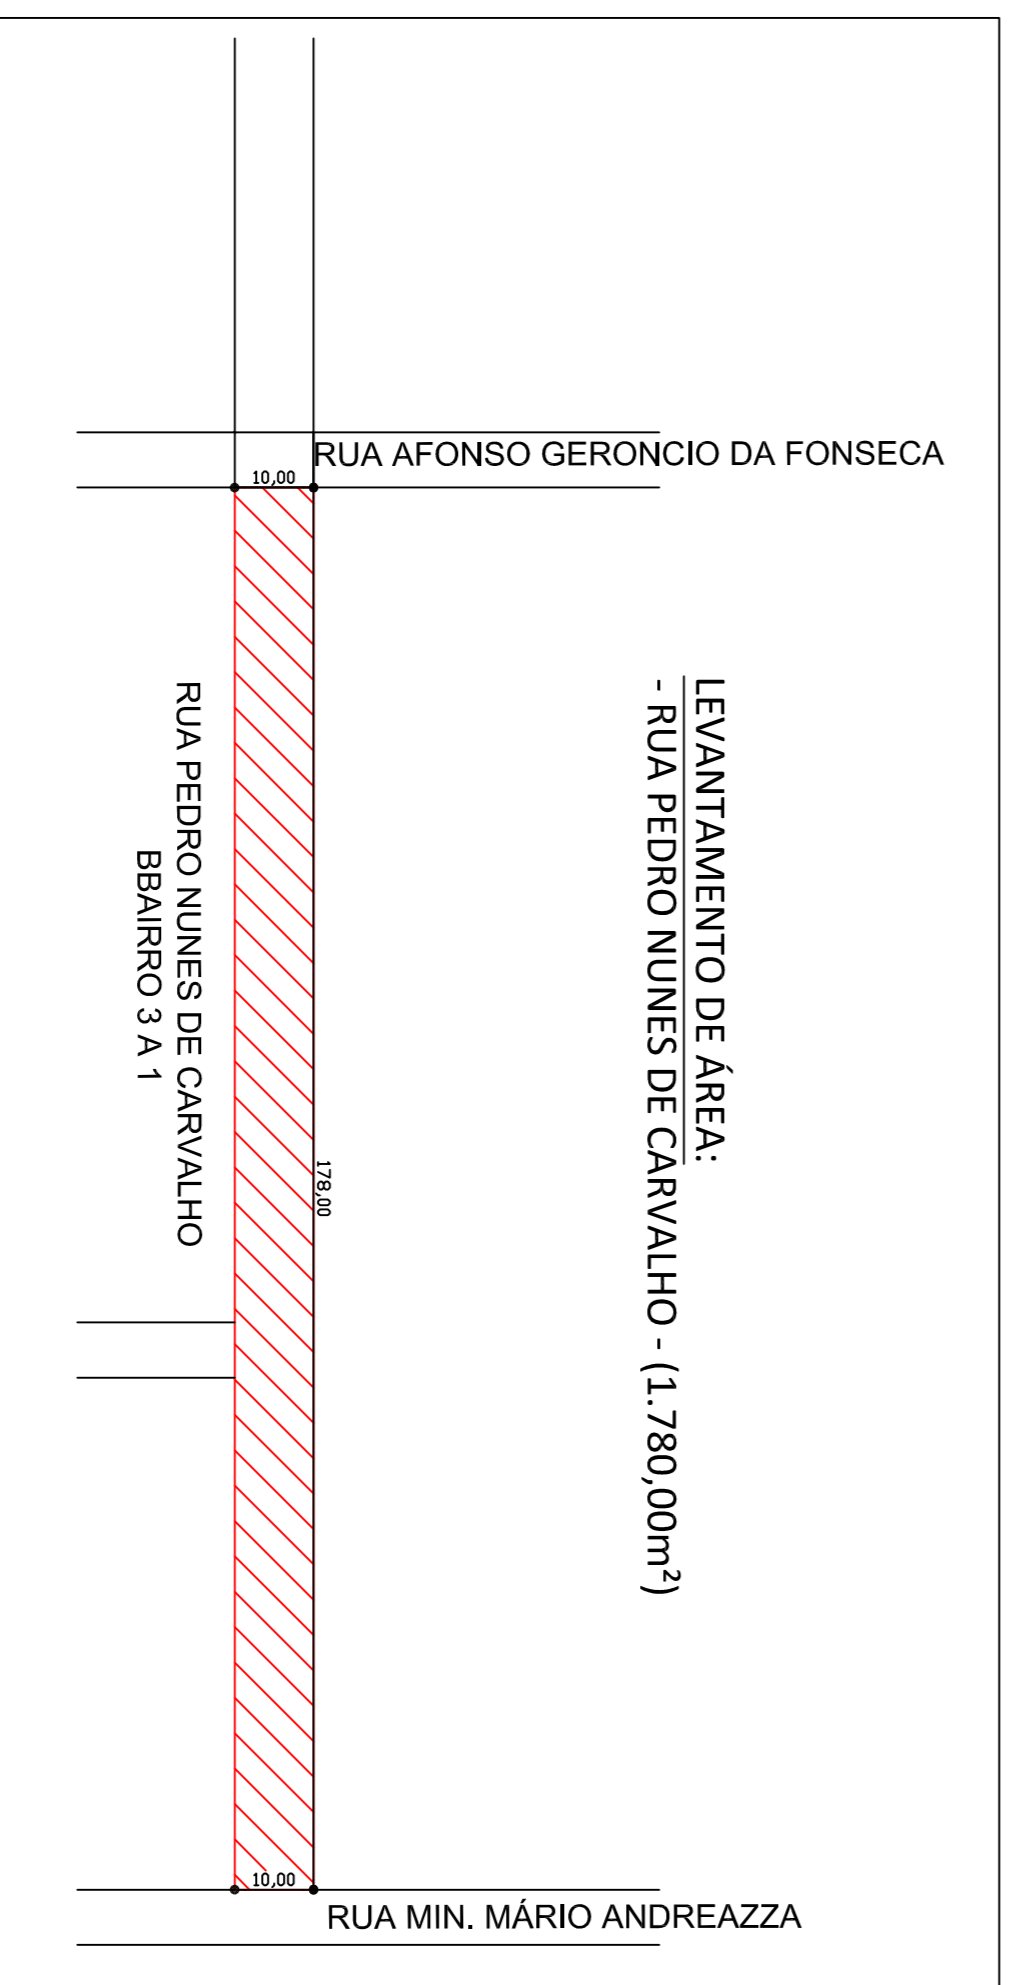 RUA AFONSO GERONCIO DA FONSECA
10,00
LEVANTAMENTO DE ÁREA:
- RUA PEDRO NUNES DE CARVALHO - (1.780,00m²)
178,00
RUA PEDRO NUNES DE CARVALHO
BBAIRRO 3 A 1
10,00
RUA MIN. MÁRIO ANDREAZZA